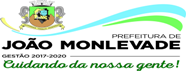 PREFEITURA DE
JOÃO MONLEVADE
GESTÃO 2017-2020
Cuidando da nossa gente!